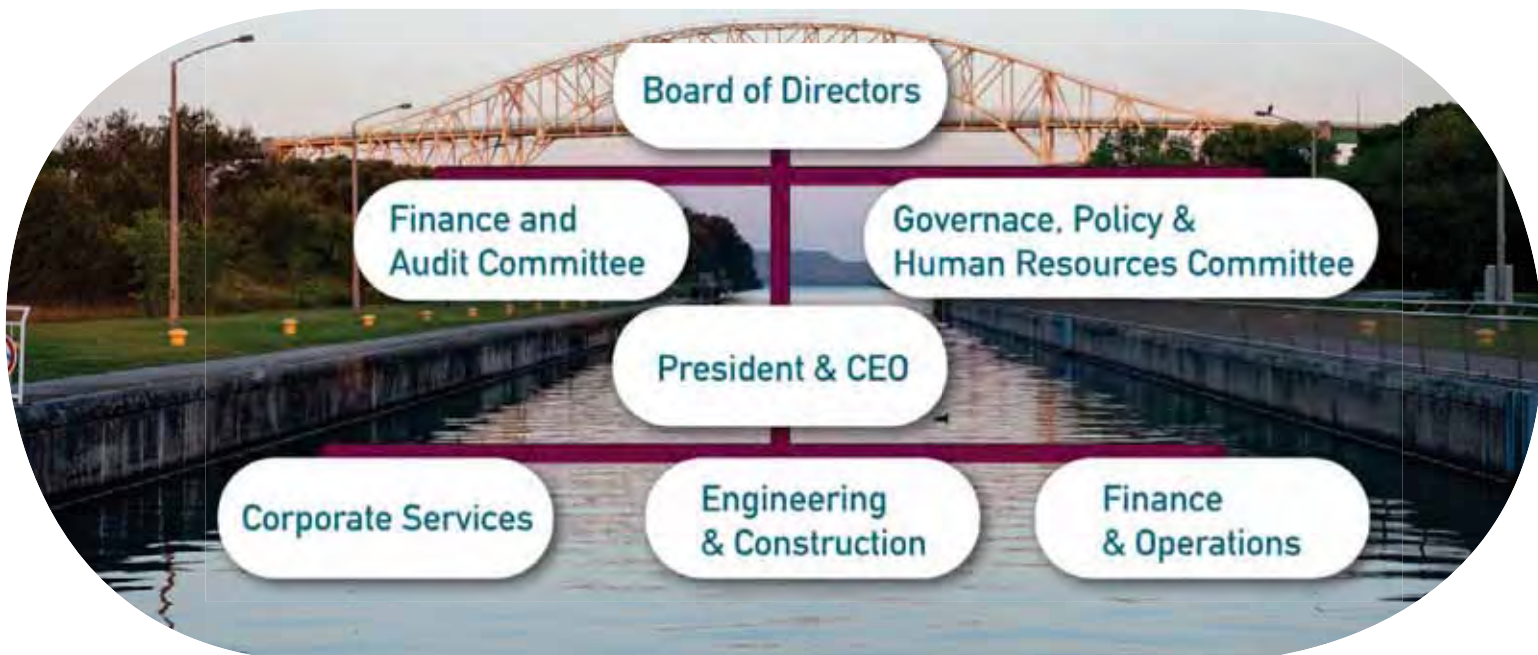 Board of Directors
Finance and
Audit Committee
Governace, Policy &
Human Resources Committee
President & CEO
Corporate Services
Engineering
& Construction
Finance
& Operations